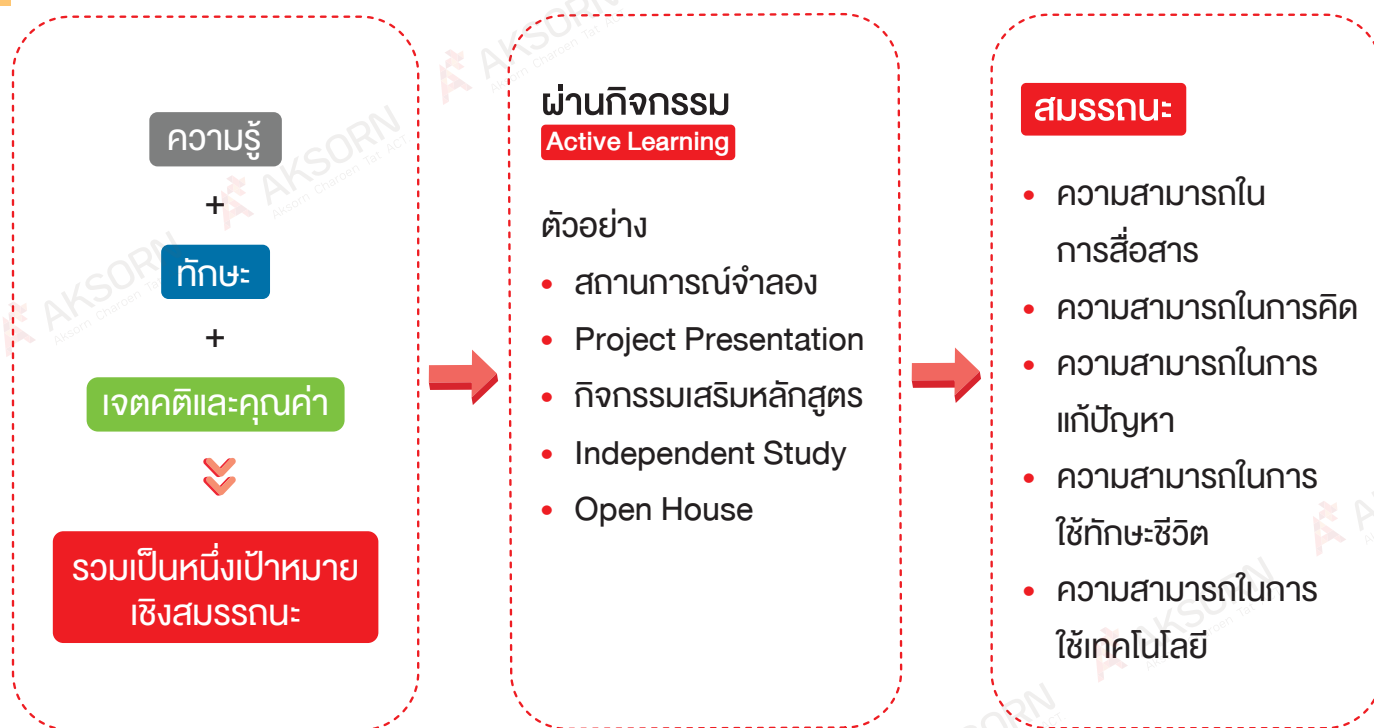 ความรู้
+
ทักษะ
+
เจตคติและคุณค่า
รวมเป็นหนึ่งเป้าหมาย
เชิงสมรรถนะ
ผ่านกิจกรรม
Active Learning
ตัวอย่าง
• สถานการณ์จำลอง
• Project Presentation
• กิจกรรมเสริมหลักสูตร
• Independent Study
• Open House
สมรรถนะ
• ความสามารถใน
การสื่อสาร
• ความสามารถในการคิด
• ความสามารถในการ
แก้ปัญหา
• ความสามารถในการ
ใช้ทักษะชีวิต
• ความสามารถในการ
ใช้เทคโนโลยี
AKSORN
Aksorn Charoen Tat ACT